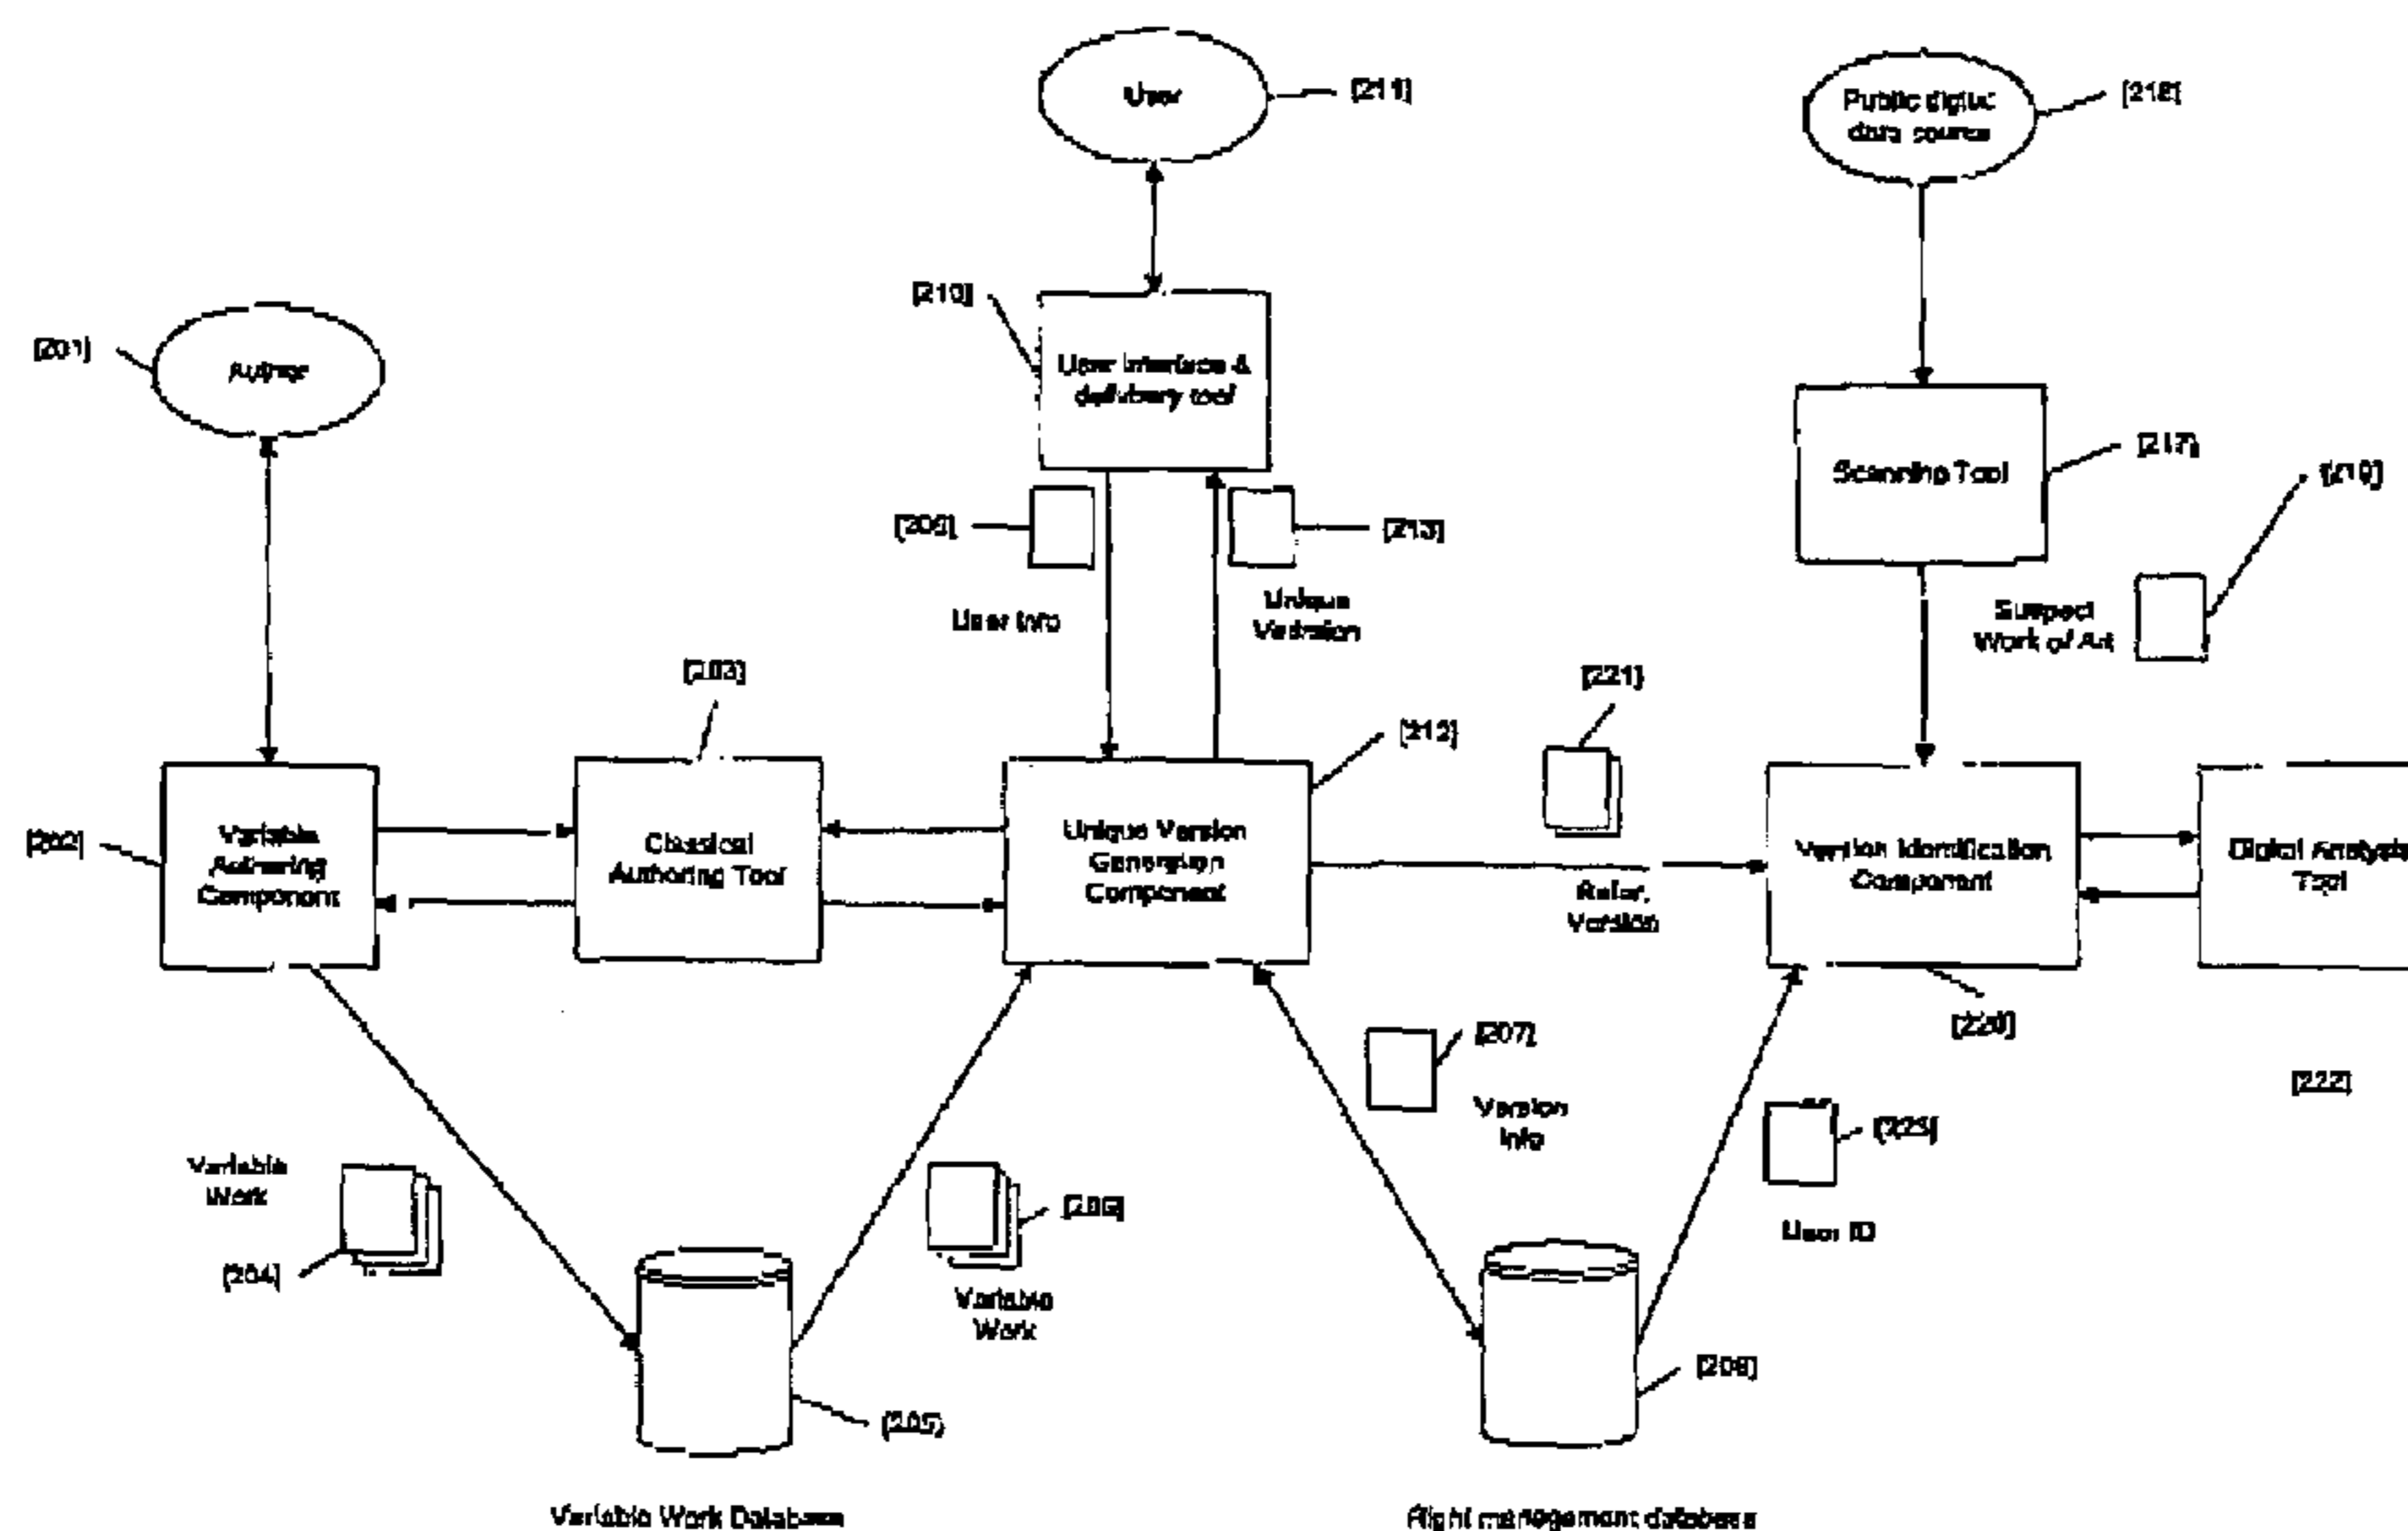 User
[211]
Public digital
data source
[218]
[210]
User interface &
delivery tool
[201]
Author
[217]
Scanning Tool
[213]
User Info
Unique
Version
Suspect
Work of Art
[203]
[221]
[212]
[202]
Variable
Authoring
Component
Classical
Authoring Tool
Unique Version
Generation
Component
Version Identification
Component
Digital Analysis
Tool
Refer.
Version
[220]
[207]
[222]
Version
Info
Variable
Work
[204]
User ID
Variable
Work
[205]
Variable Work Database
Right management database